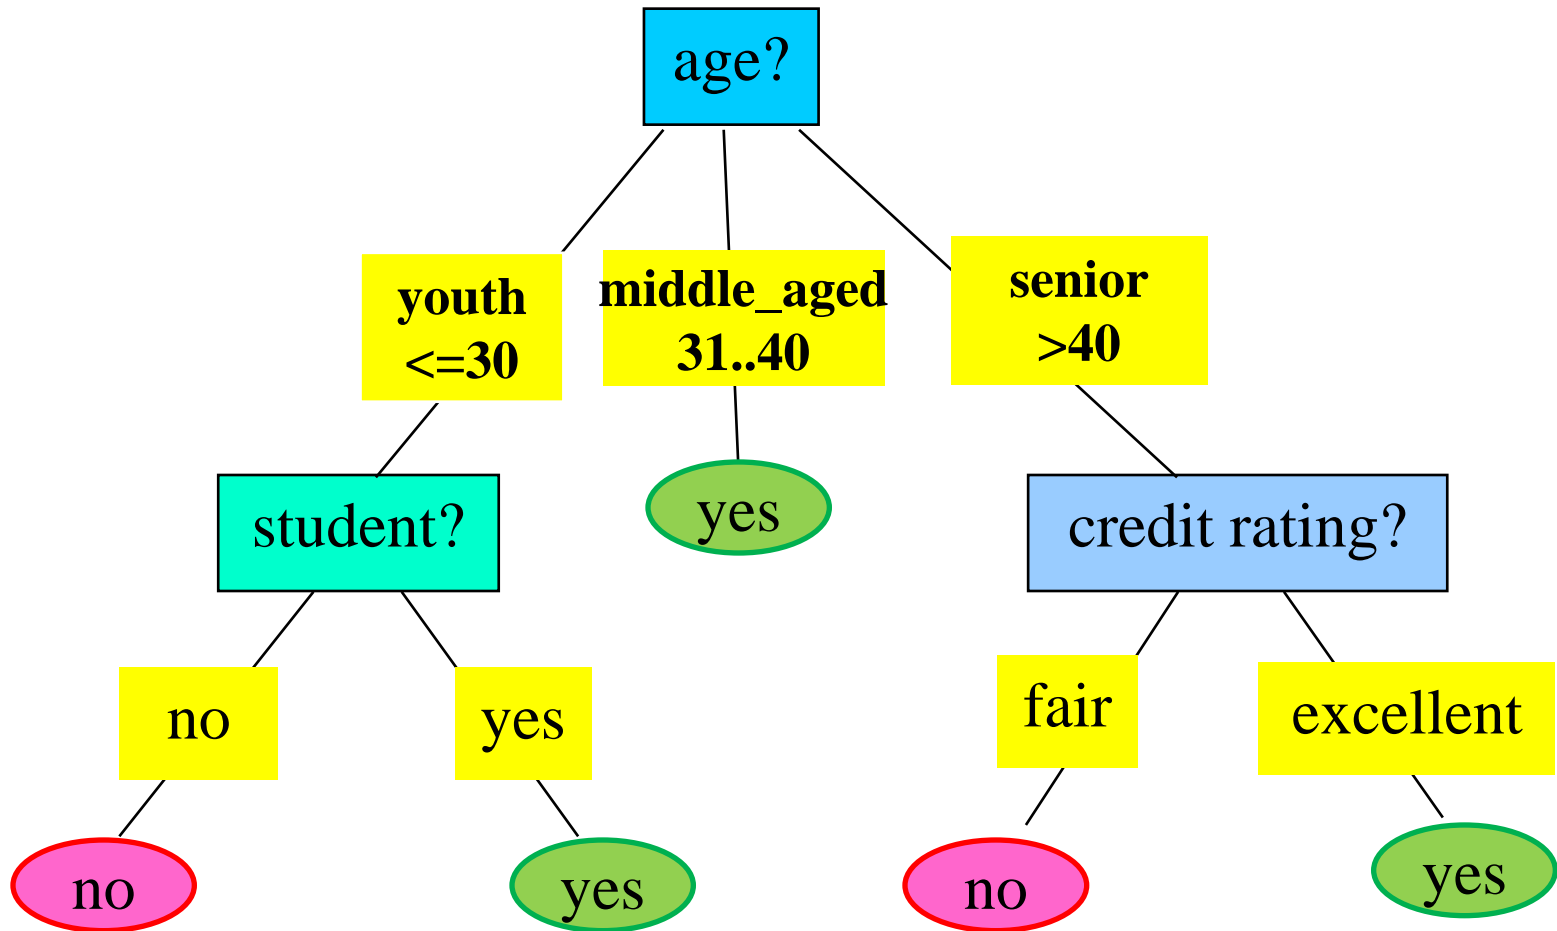 age?
youth
<=30
middle_aged
31..40
senior
>40
student?
yes
credit rating?
no
yes
fair
excellent
no
yes
no
yes